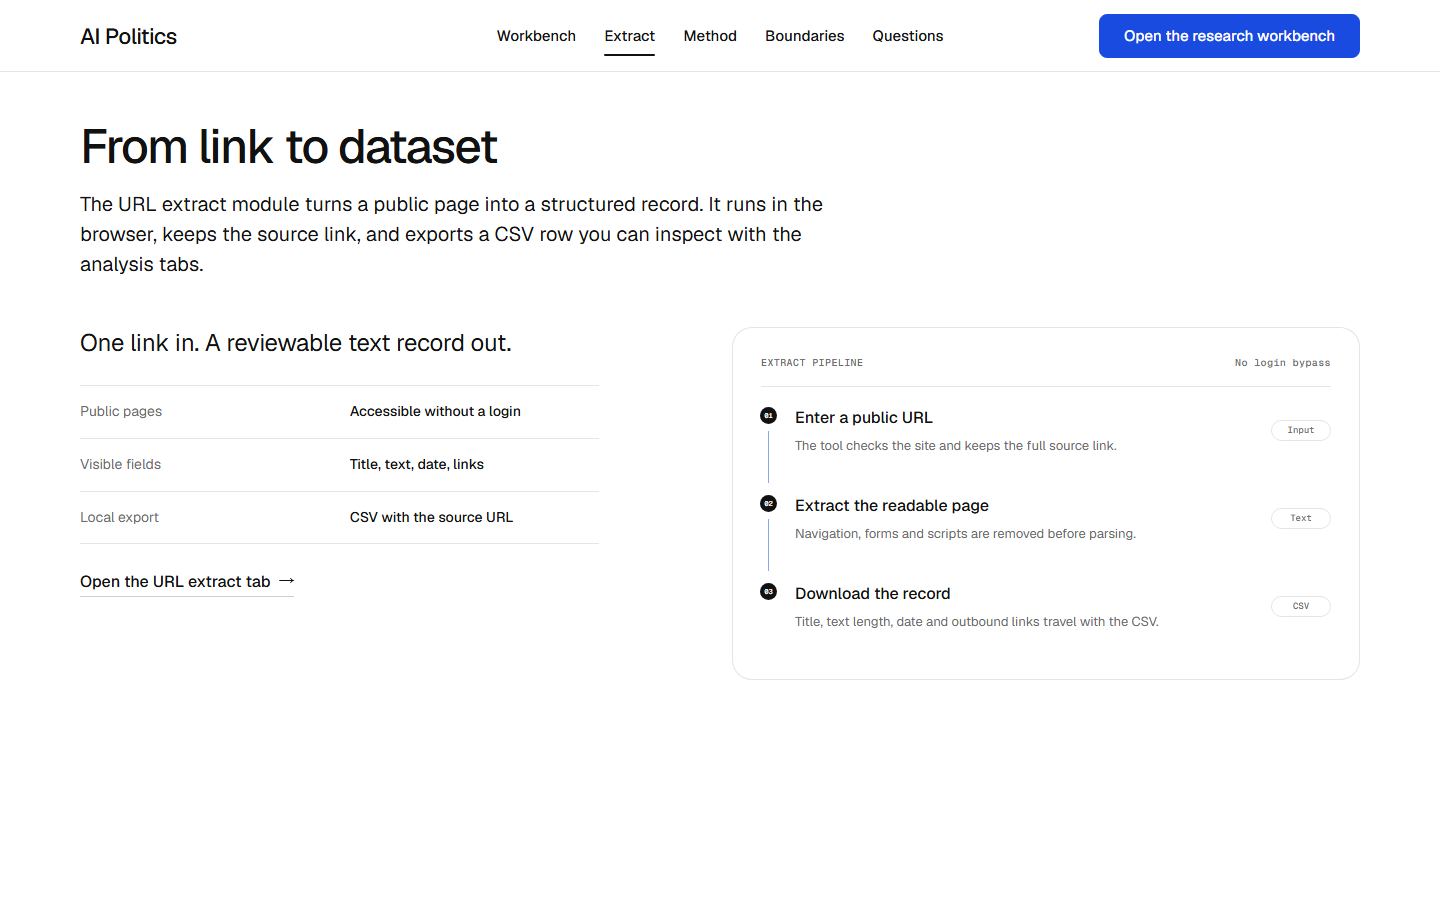 AI Politics
Workbench
Extract
Method
Boundaries
Questions
Open the research workbench
From link to dataset
The URL extract module turns a public page into a structured record. It runs in the
browser, keeps the source link, and exports a CSV row you can inspect with the
analysis tabs.
One link in. A reviewable text record out.
Public pages
Accessible without a login
Visible fields
Title, text, date, links
Local export
CSV with the source URL
Open the URL extract tab →
EXTRACT PIPELINE
No login bypass
01
Enter a public URL
The tool checks the site and keeps the full source link.
Input
02
Extract the readable page
Navigation, forms and scripts are removed before parsing.
Text
03
Download the record
Title, text length, date and outbound links travel with the CSV.
CSV